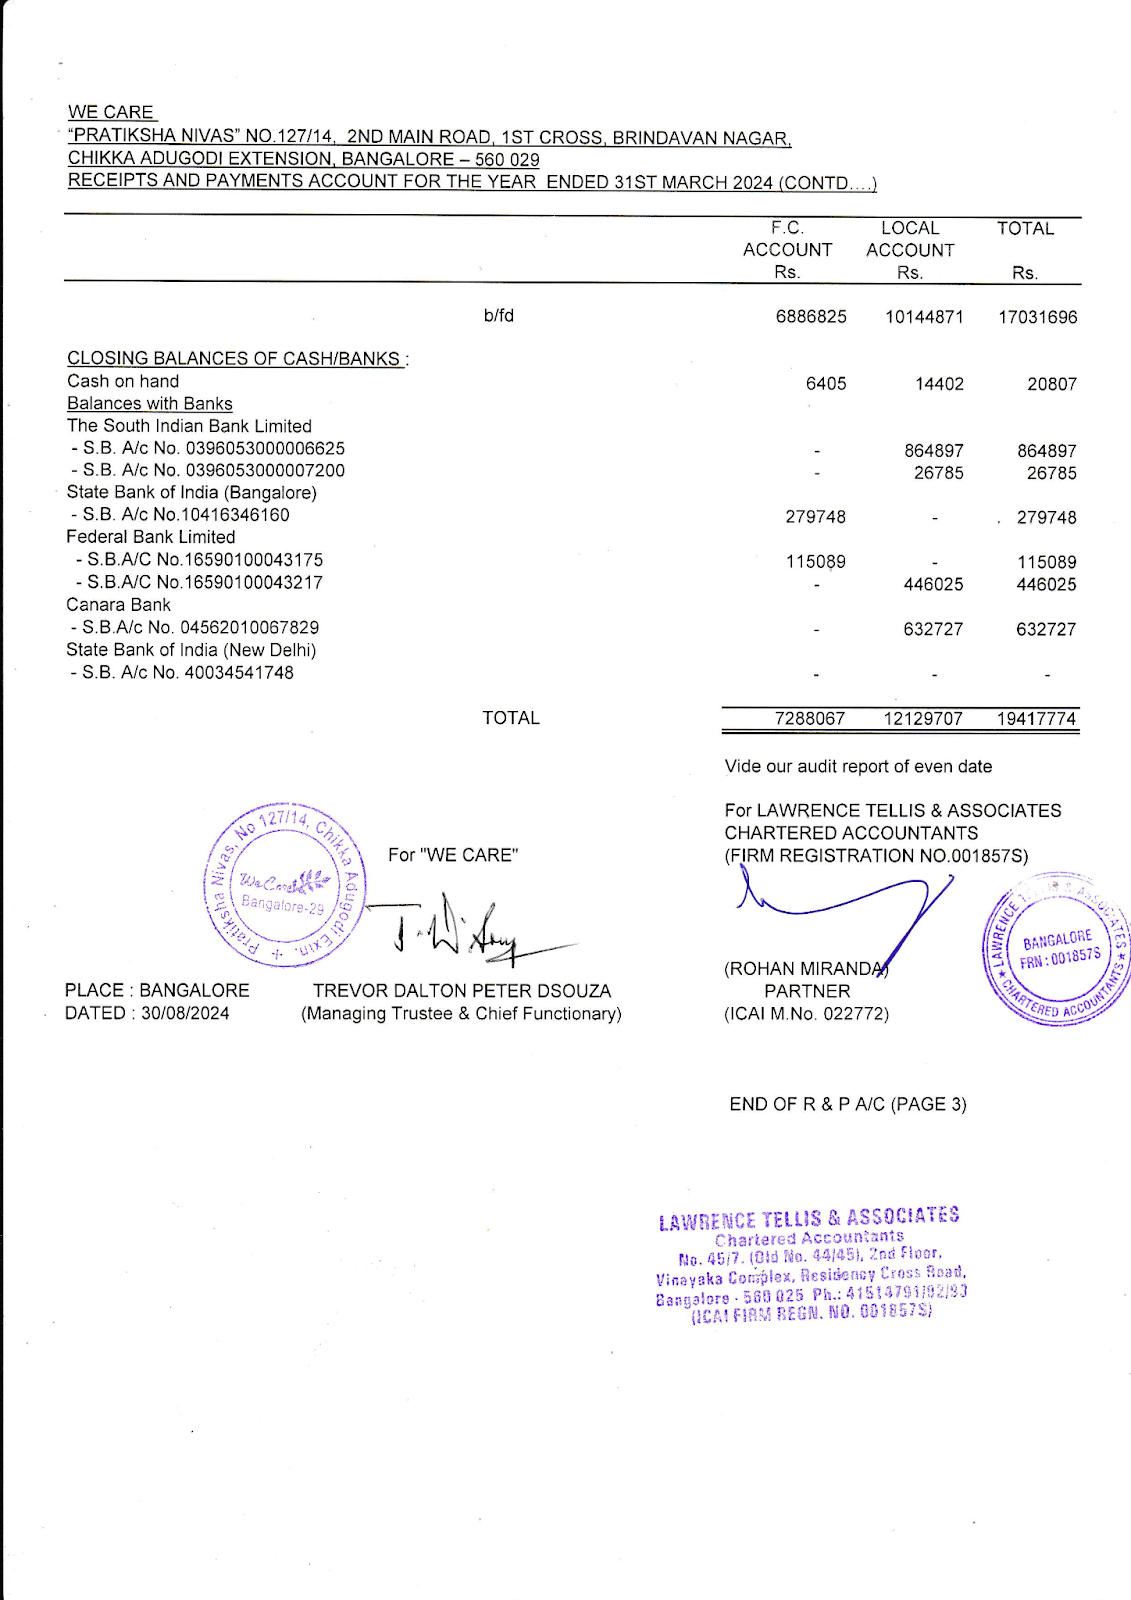 WE CARE
"PRATIKSHA NIVAS" NO.127/14, 2ND MAIN ROAD, 1ST CROSS, BRINDAVAN NAGAR,
CHIKKA ADUGODI EXTENSION, BANGALORE – 560 029
RECEIPTS AND PAYMENTS ACCOUNT FOR THE YEAR ENDED 31ST MARCH 2024 (CONTD....)
F.C. LOCAL TOTAL
ACCOUNT ACCOUNT
Rs. Rs. Rs.
b/fd 6886825 10144871 17031696
CLOSING BALANCES OF CASH/BANKS :
Cash on hand 6405 14402 20807
Balances with Banks
The South Indian Bank Limited
- S.B. A/c No. 0396053000006625 - 864897 864897
- S.B. A/c No. 0396053000007200 - 26785 26785
State Bank of India (Bangalore)
- S.B. A/c No.10416346160 279748 - 279748
Federal Bank Limited
- S.B.A/C No.16590100043175 115089 - 115089
- S.B.A/C No.16590100043217 - 446025 446025
Canara Bank
- S.B.A/c No. 04562010067829 - 632727 632727
State Bank of India (New Delhi)
- S.B. A/c No. 40034541748 - - -
TOTAL 7288067 12129707 19417774
Vide our audit report of even date
For LAWRENCE TELLIS & ASSOCIATES
CHARTERED ACCOUNTANTS
(FIRM REGISTRATION NO.001857S)
For "WE CARE"
Pratiksha Nivas, No 127/14, Chikka Adugodi Exin.
We Care
Bangalore-29
LAWRENCE TELLIS & ASSOCIATES
BANGALORE
FRN : 001857S
CHARTERED ACCOUNTANTS
(ROHAN MIRANDA)
PLACE : BANGALORE TREVOR DALTON PETER DSOUZA PARTNER
DATED : 30/08/2024 (Managing Trustee & Chief Functionary) (ICAI M.No. 022772)
END OF R & P A/C (PAGE 3)
LAWRENCE TELLIS & ASSOCIATES
Chartered Accountants
No. 45/7. (Old No. 44/45), 2nd Floor,
Vinayaka Complex, Residency Cross Road,
Bangalore - 560 025 Ph.: 41514791/92/93
(ICAI FIRM REGN. NO. 001857S)